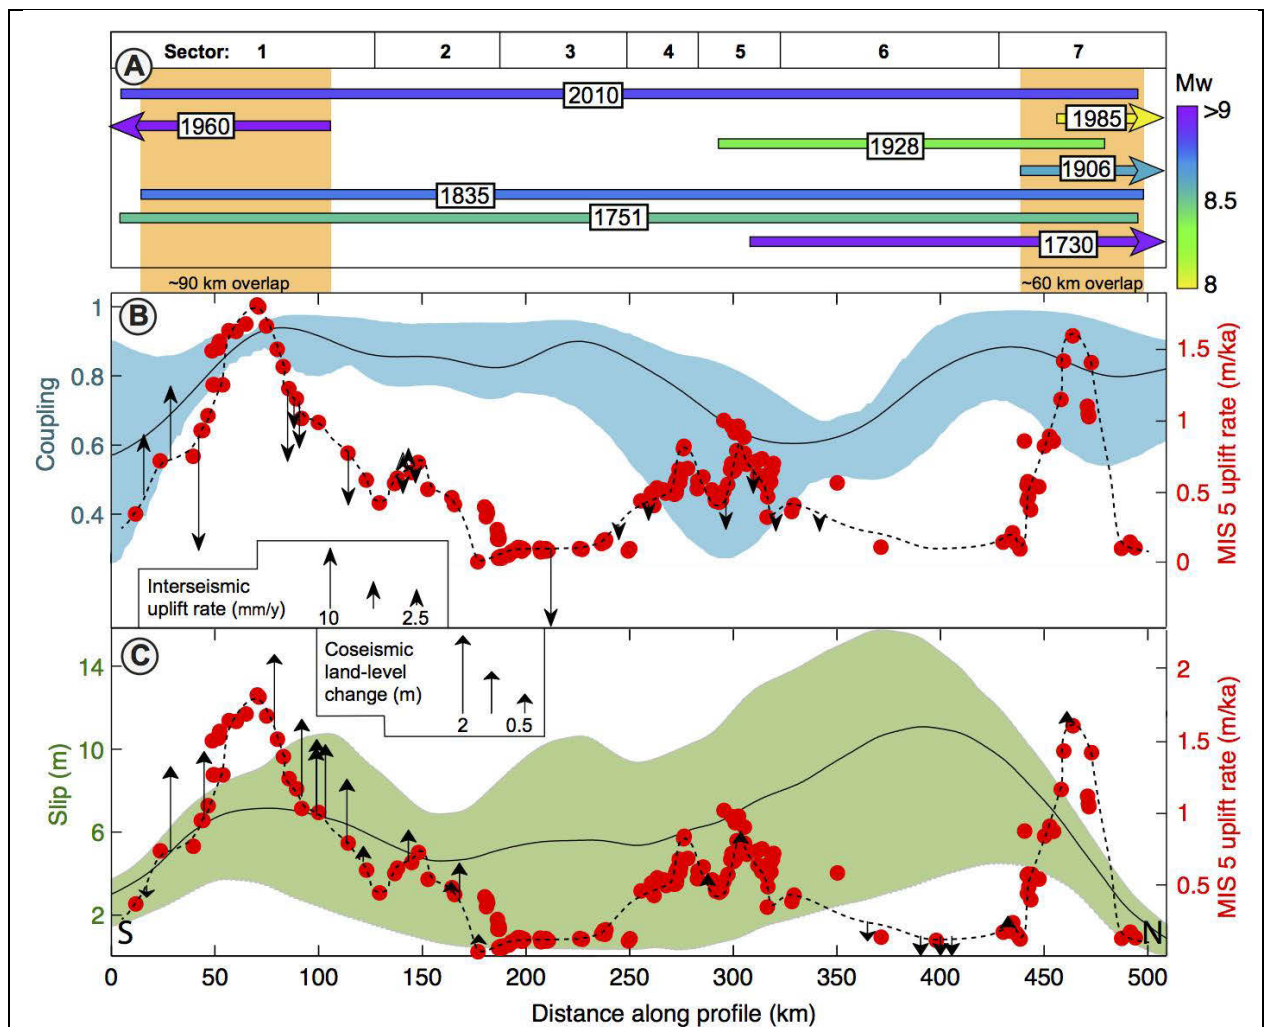 Sector: 1 2 3 4 5 6 7
A
Mw
2010
>9
1960
1985
1928
1906
1835
8.5
1751
1730
~90 km overlap
~60 km overlap
8
B
1
0.8
0.6
0.4
Coupling
1.5
1
0.5
0
MIS 5 uplift rate (m/ka)
Interseismic
uplift rate (mm/y)
10
2.5
C
Coseismic
land-level
change (m)
2
0.5
14
10
6
2
Slip (m)
2
1.5
1
0.5
MIS 5 uplift rate (m/ka)
S
N
0 50 100 150 200 250 300 350 400 450 500
Distance along profile (km)